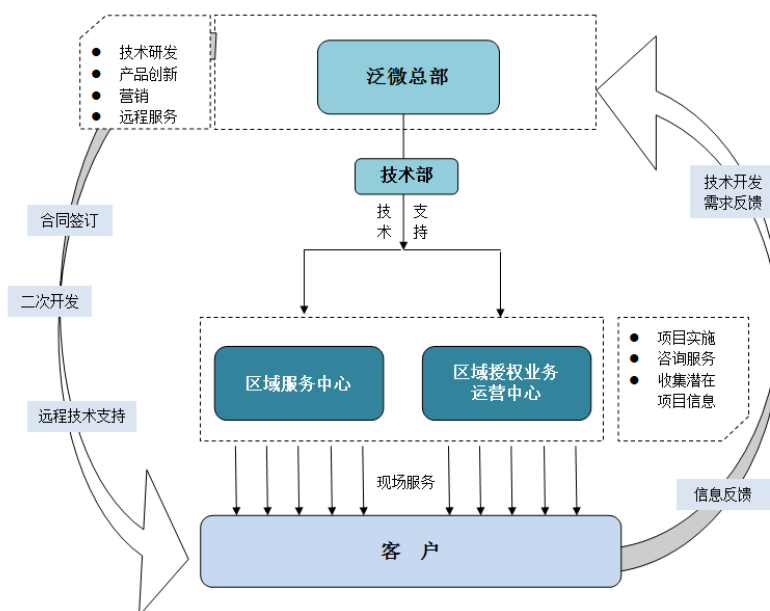 技术研发
产品创新
营销
远程服务
泛微总部
技术部
技术
支持
技术开发
需求反馈
合同签订
二次开发
远程技术支持
区域服务中心
区域授权业务
运营中心
项目实施
咨询服务
收集潜在
项目信息
现场服务
信息反馈
客 户